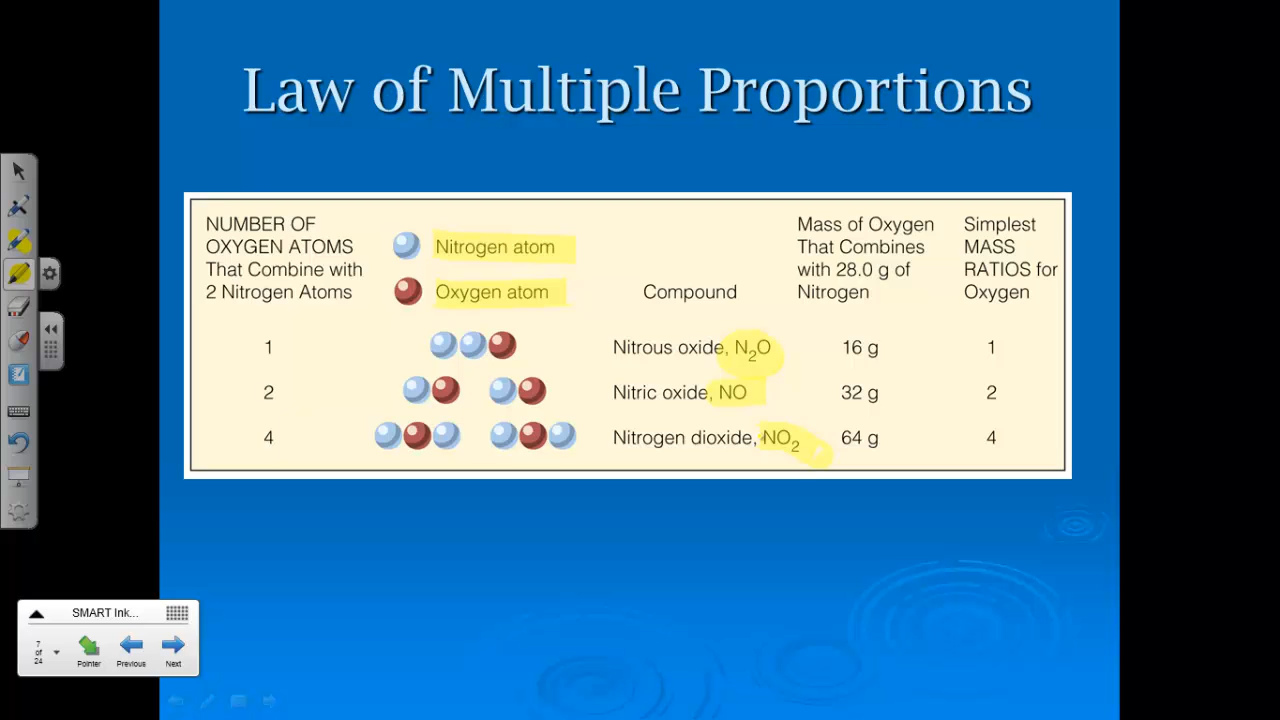 Law of Multiple Proportions
NUMBER OF
OXYGEN ATOMS
That Combine with
2 Nitrogen Atoms
Nitrogen atom
Oxygen atom
Compound
Mass of Oxygen
That Combines
with 28.0 g of
Nitrogen
Simplest
MASS
RATIOS for
Oxygen
1 Nitrous oxide, N₂O 16 g 1
2 Nitric oxide, NO 32 g 2
4 Nitrogen dioxide, NO₂ 64 g 4
SMART Ink...
7
of
24
Pointer Previous Next